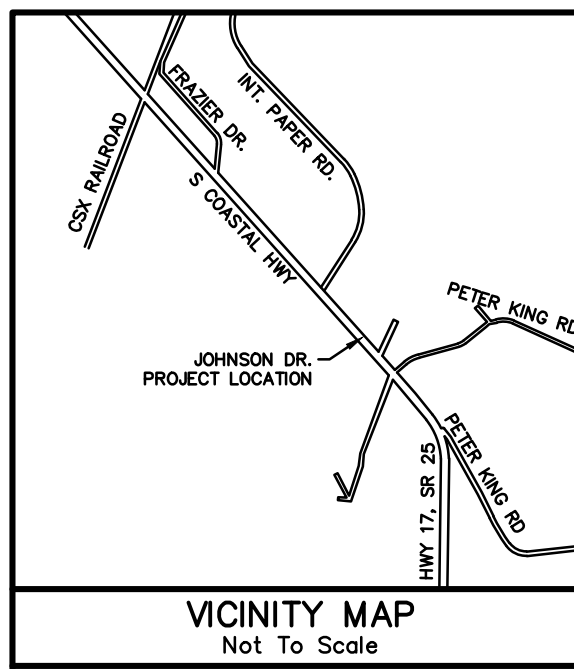 FRAZIER DR.
INT. PAPER RD.
CSX RAILROAD
S COASTAL HWY
PETER KING RD
JOHNSON DR.
PROJECT LOCATION
PETER KING RD
HWY 17, SR 25
VICINITY MAP
Not To Scale